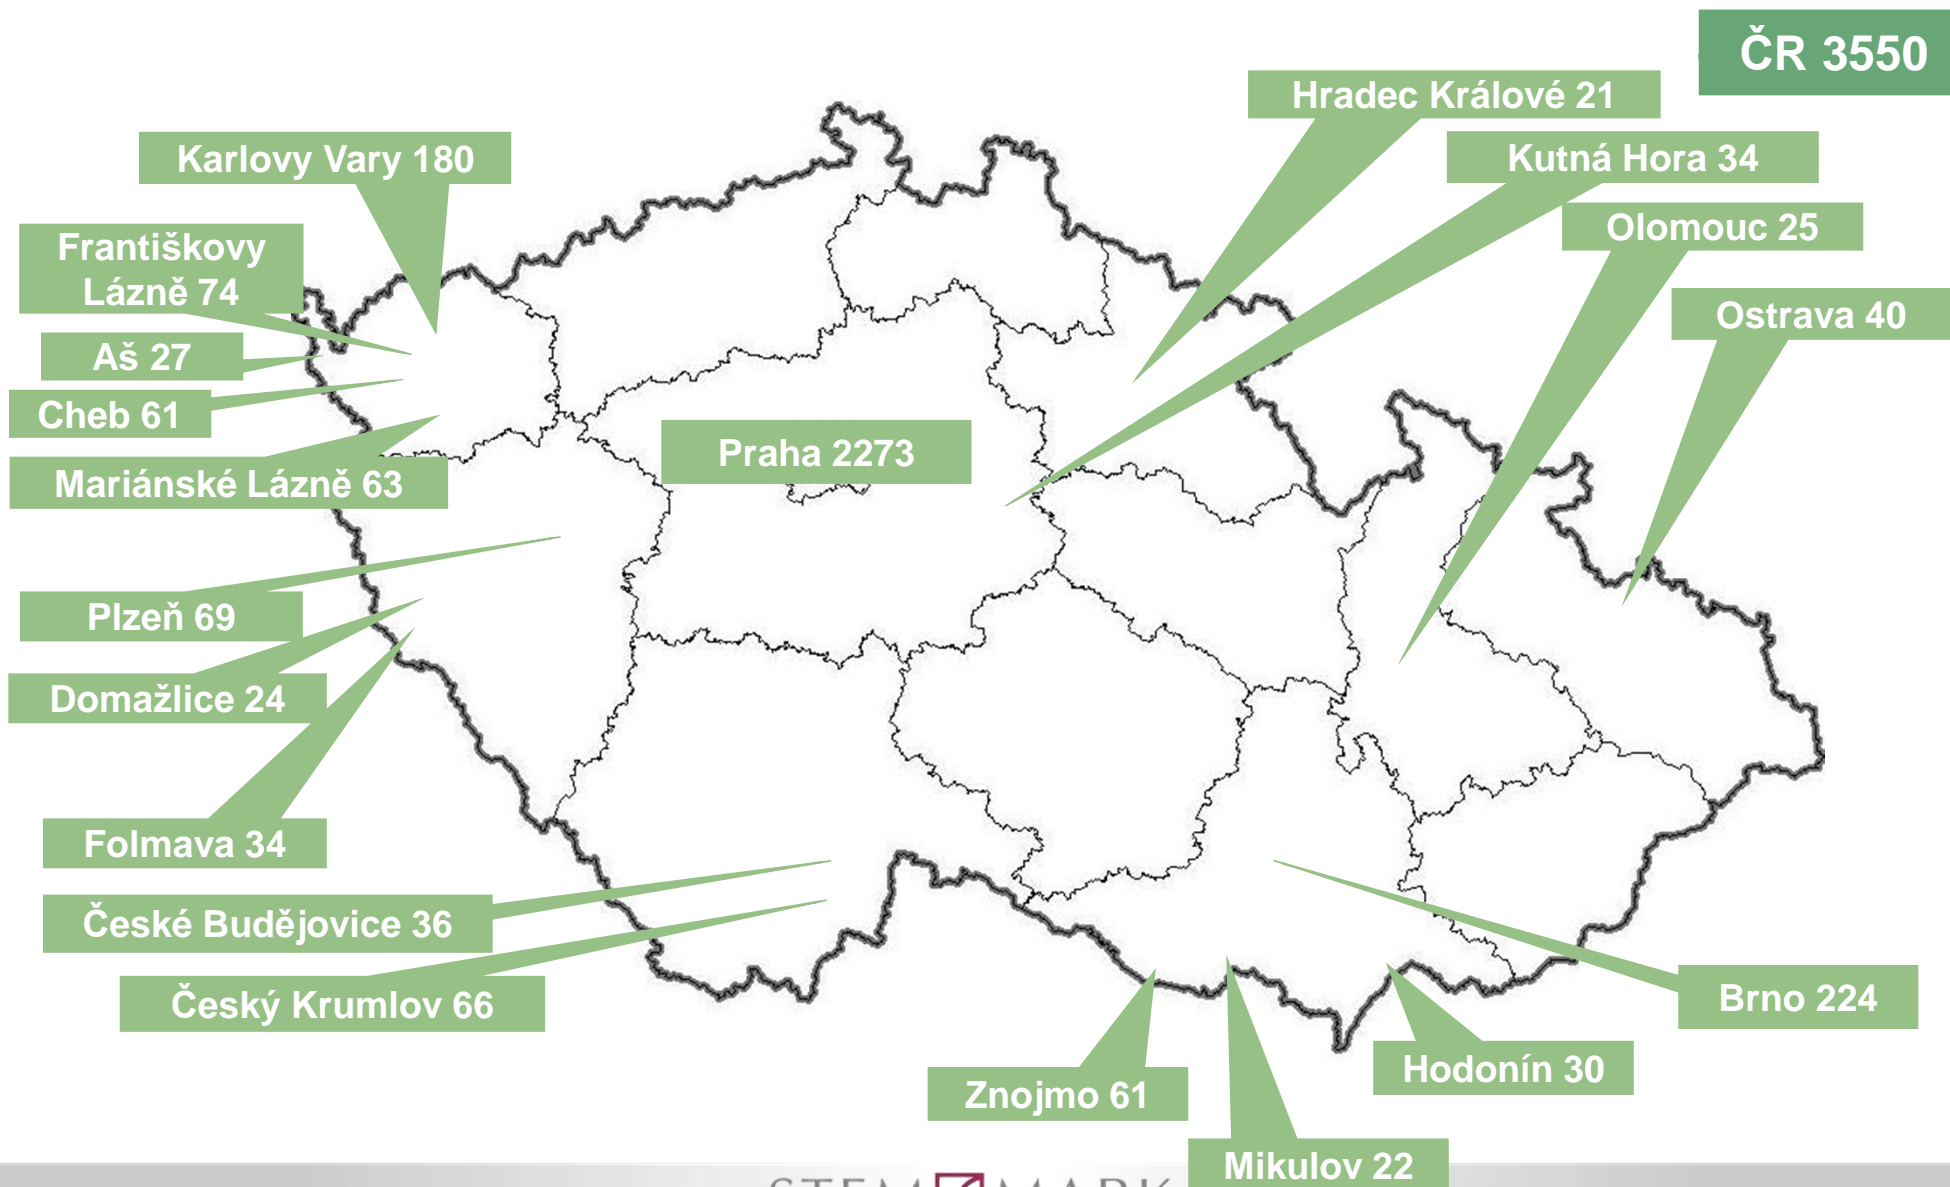 ČR 3550
Hradec Králové 21
Karlovy Vary 180
Kutná Hora 34
Olomouc 25
Františkovy
Lázně 74
Ostrava 40
Aš 27
Cheb 61
Praha 2273
Mariánské Lázně 63
Plzeň 69
Domažlice 24
Folmava 34
České Budějovice 36
Český Krumlov 66
Brno 224
Hodonín 30
Znojmo 61
Mikulov 22
STEM MARK